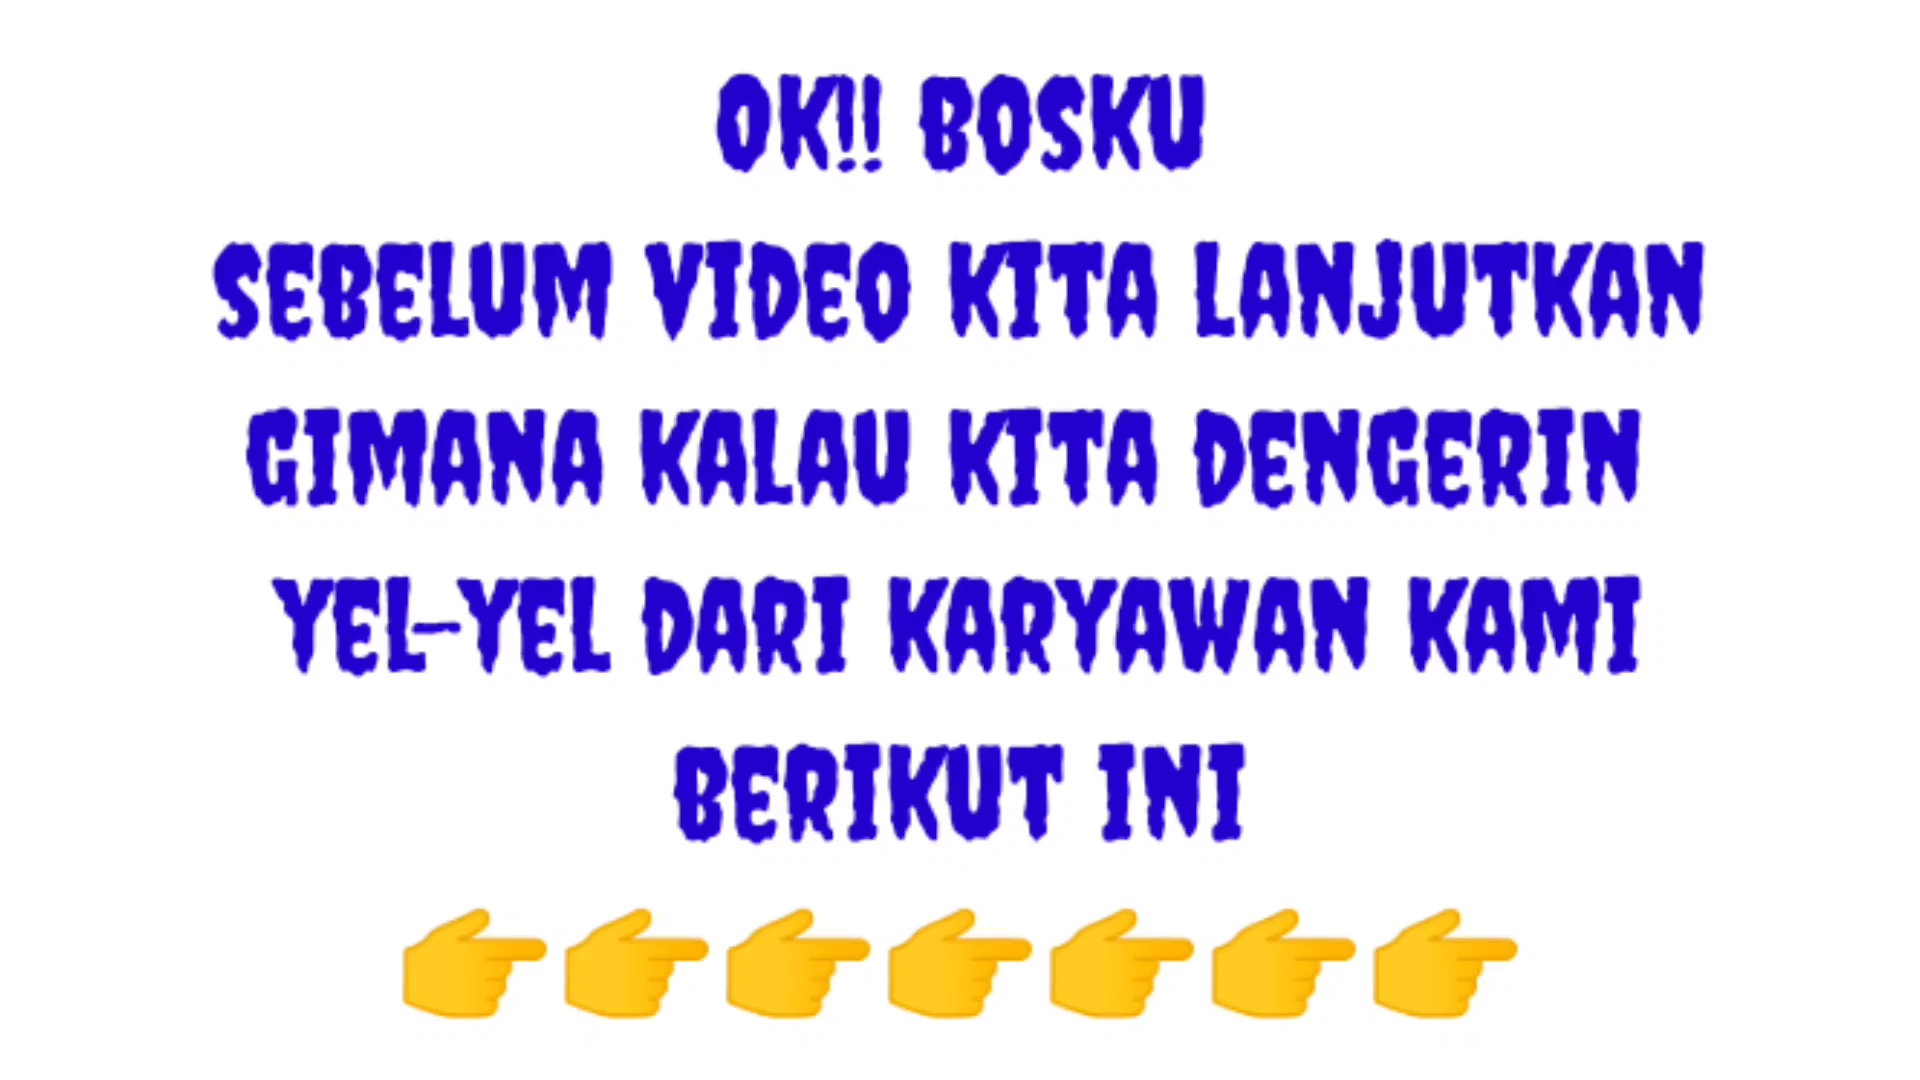 OK!! BOSKU
SEBELUM VIDEO KITA LANJUTKAN
GIMANA KALAU KITA DENGERIN
YEL-YEL DARI KARYAWAN KAMI
BERIKUT INI
👉👉👉👉👉👉👉